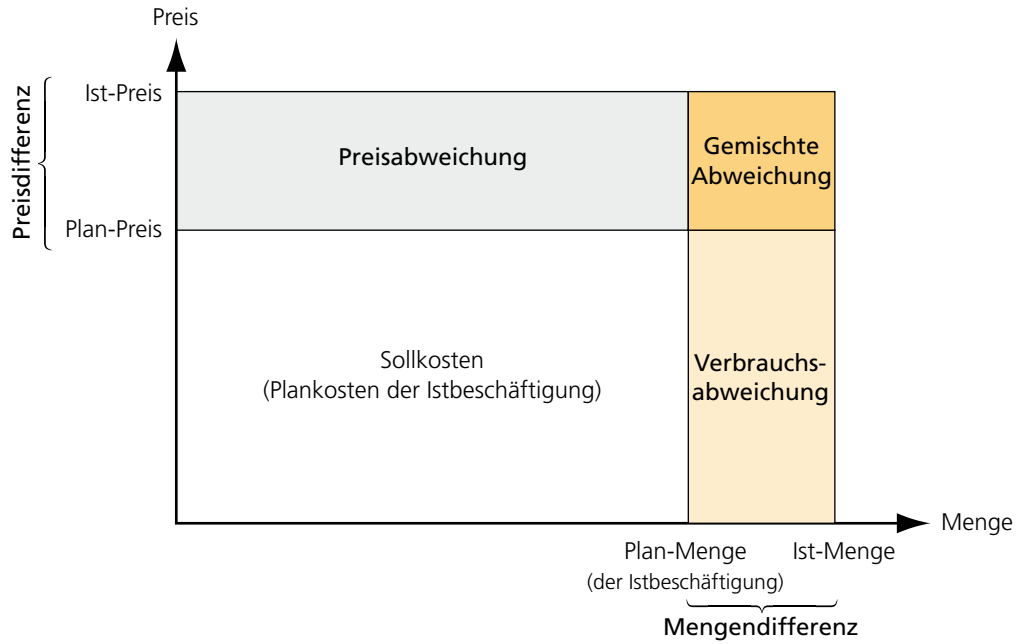 Preis
Preisdifferenz
Ist-Preis
Preisabweichung
Gemischte
Abweichung
Plan-Preis
Sollkosten
(Plankosten der Istbeschäftigung)
Verbrauchs-
abweichung
Menge
Plan-Menge
(der Istbeschäftigung)
Ist-Menge
Mengendifferenz